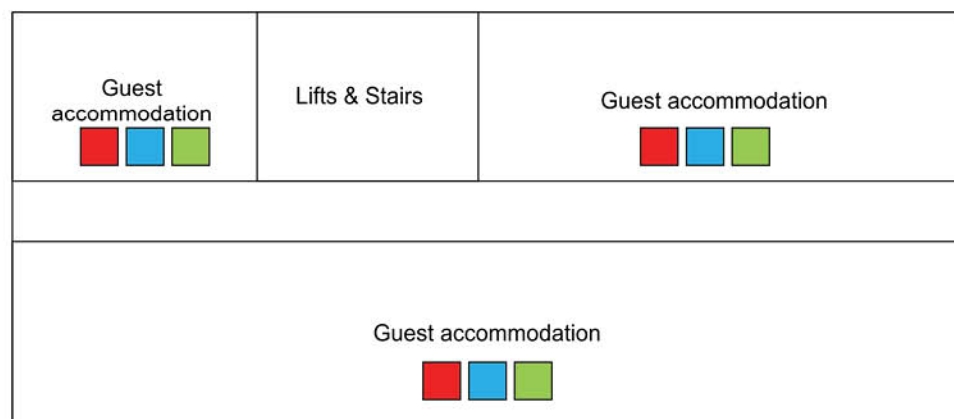 Guest
accommodation
Lifts & Stairs
Guest accommodation
Guest accommodation